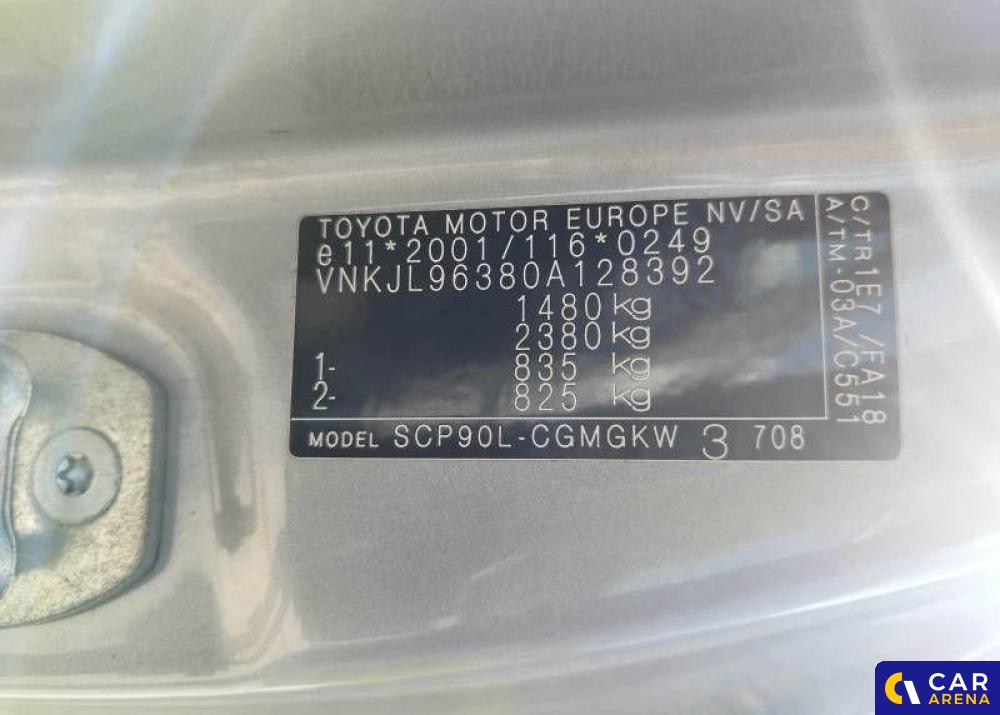 TOYOTA MOTOR EUROPE NV/SA
e11*2001/116*0249
VNKJL96380A128392
1480 kg
2380 kg
1- 835 kg
2- 825 kg
MODEL SCP90L-CGMGKW 3 708
C/TR1E7 /FA18
A/TM-03A/C551
CAR
ARENA